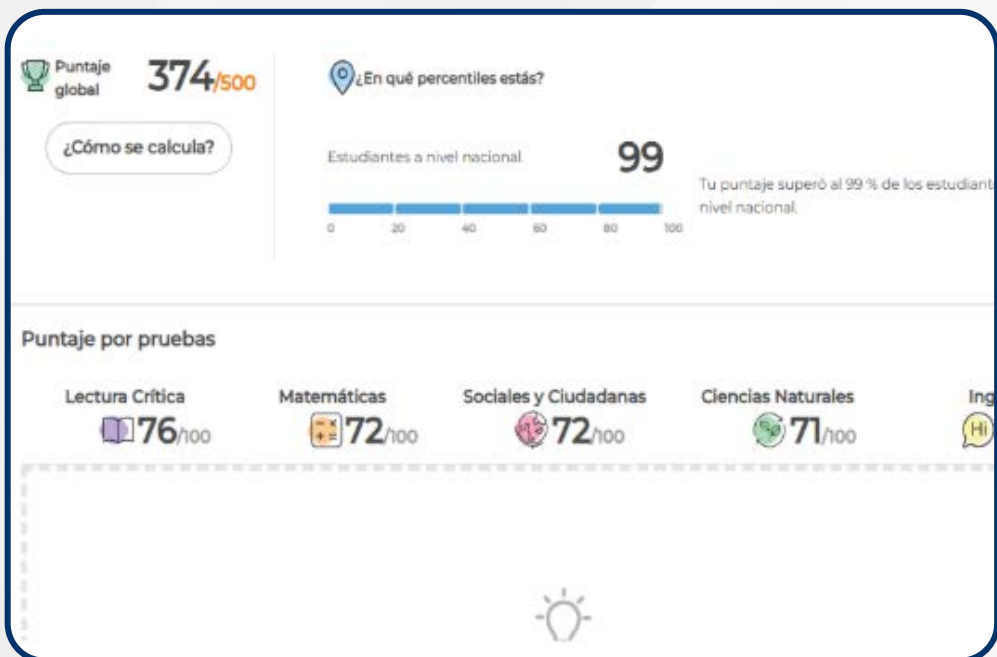 Puntaje global 374/500
¿Cómo se calcula?
¿En qué percentiles estás?
Estudiantes a nivel nacional 99
0 20 40 60 80 100
Tu puntaje superó al 99 % de los estudiant
nivel nacional.
Puntaje por pruebas
Lectura Crítica Matemáticas Sociales y Ciudadanas Ciencias Naturales Ing
76/100 72/100 72/100 71/100 Hi